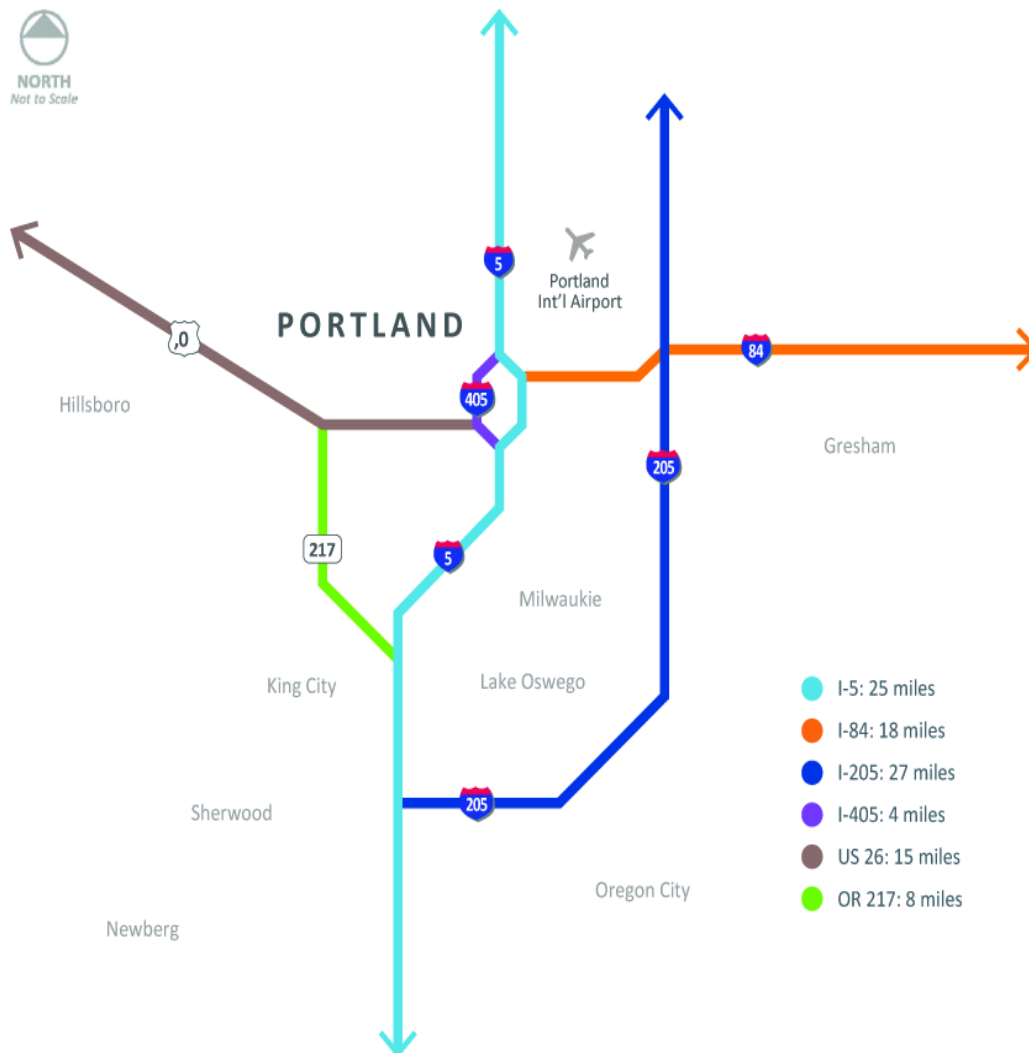 NORTH
Not to Scale
5
Portland
Int'l Airport
PORTLAND
,0
84
405
Hillsboro
Gresham
205
217
5
Milwaukie
King City
Lake Oswego
I-5: 25 miles
I-84: 18 miles
I-205: 27 miles
I-405: 4 miles
US 26: 15 miles
OR 217: 8 miles
205
Sherwood
Oregon City
Newberg